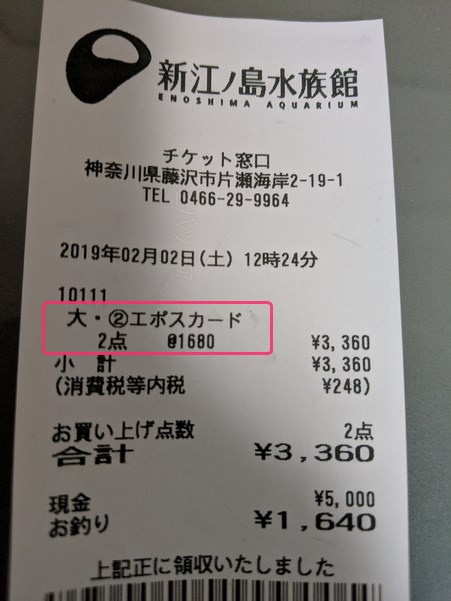 新江ノ島水族館
ENOSHIMA AQUARIUM
チケット窓口
神奈川県藤沢市片瀬海岸2-19-1
TEL 0466-29-9964
2019年02月02日(土) 12時24分
10111
大・②エポスカード
2点 @1680 ¥3,360
小 計 ¥3,360
(消費税等内税 ¥248)
お買い上げ点数 2点
合計 ¥3,360
現金 ¥5,000
お釣り ¥1,640
上記正に領収いたしました